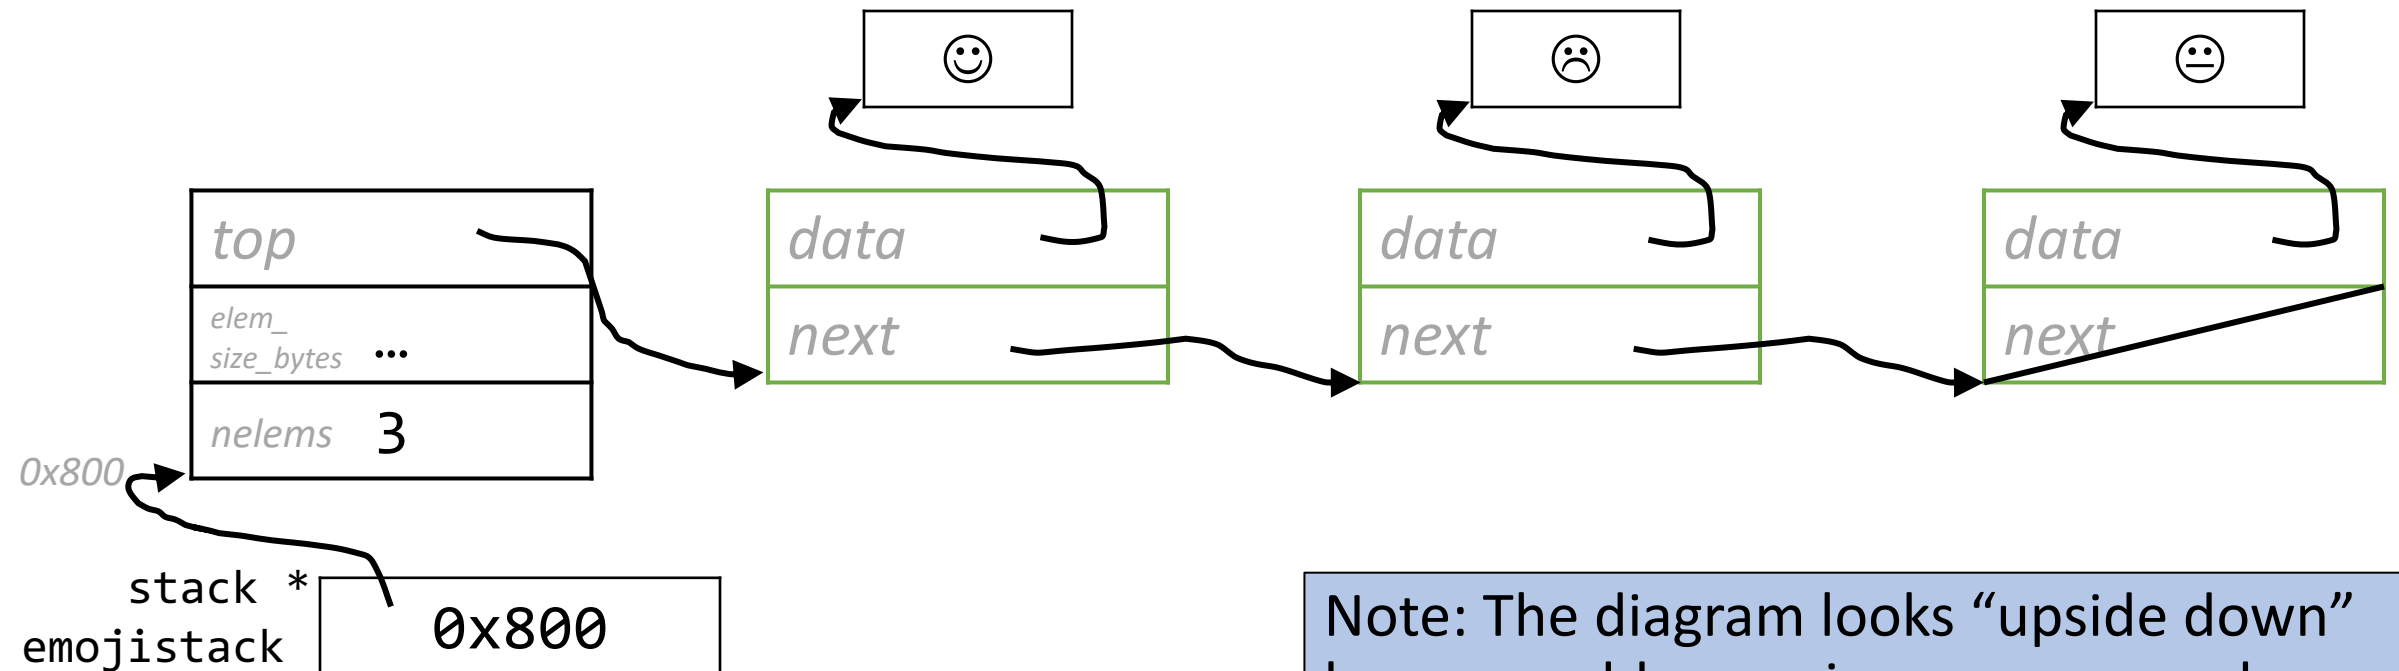 top
elem_
size_bytes ...
nelems 3
0x800
data
next
data
next
data
next
stack *
emojistack
0x800
Note: The diagram looks “upside down”